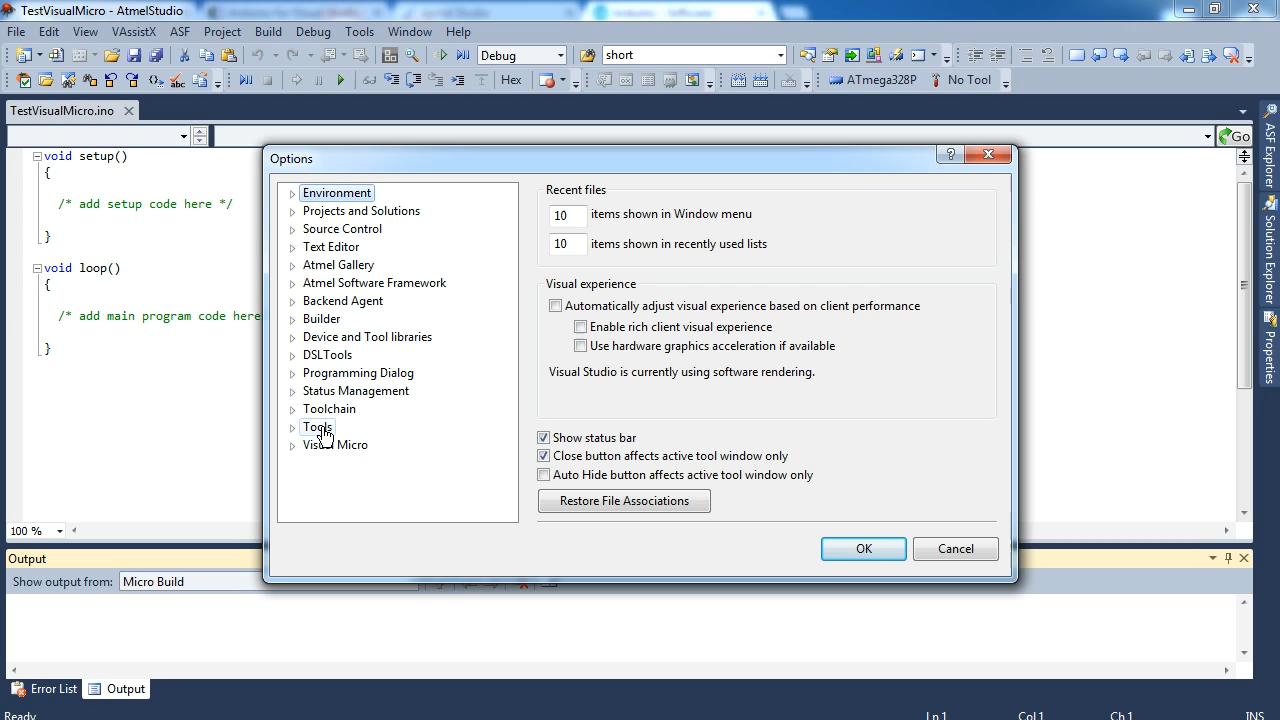 TestVisualMicro - AtmelStudio
File Edit View VAssistX ASF Project Build Debug Tools Window Help
Debug short
Hex ATmega328P No Tool
TestVisualMicro.ino
Go
void setup()
{
/* add setup code here */
}
void loop()
{
/* add main program code here
}
100 %
Options
Environment
Projects and Solutions
Source Control
Text Editor
Atmel Gallery
Atmel Software Framework
Backend Agent
Builder
Device and Tool libraries
DSLTools
Programming Dialog
Status Management
Toolchain
Tools
Visual Micro
Recent files
10 items shown in Window menu
10 items shown in recently used lists
Visual experience
Automatically adjust visual experience based on client performance
Enable rich client visual experience
Use hardware graphics acceleration if available
Visual Studio is currently using software rendering.
Show status bar
Close button affects active tool window only
Auto Hide button affects active tool window only
Restore File Associations
OK Cancel
ASF Explorer
Solution Explorer
Properties
Output
Show output from: Micro Build
Error List Output
Ready Ln 1 Col 1 Ch 1 INS